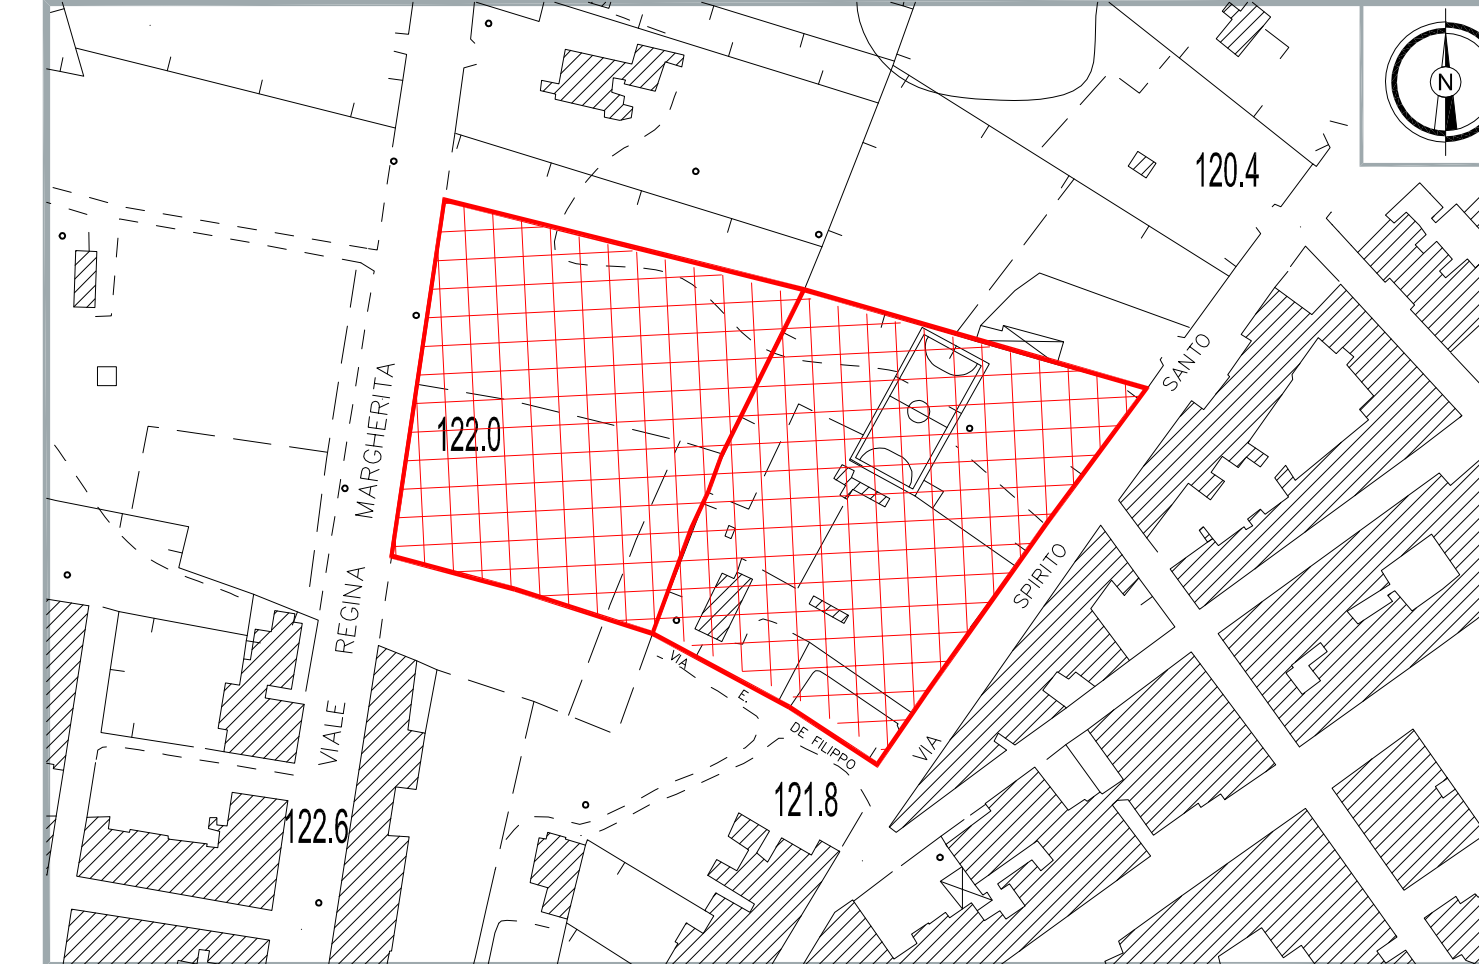 N
120.4
SANTO
MARGHERITA
122.0
SPIRITO
REGINA
VIA
E.
VIALE
DE FILIPPO
VIA
121.8
122.6